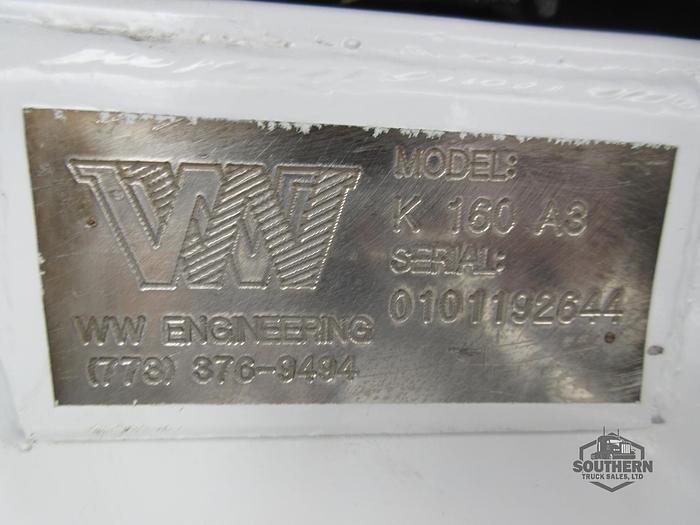 WW
WW ENGINEERING
(773) 376-9494
MODEL:
K 160 A3
SERIAL:
0101192644
SOUTHERN
TRUCK SALES, LTD